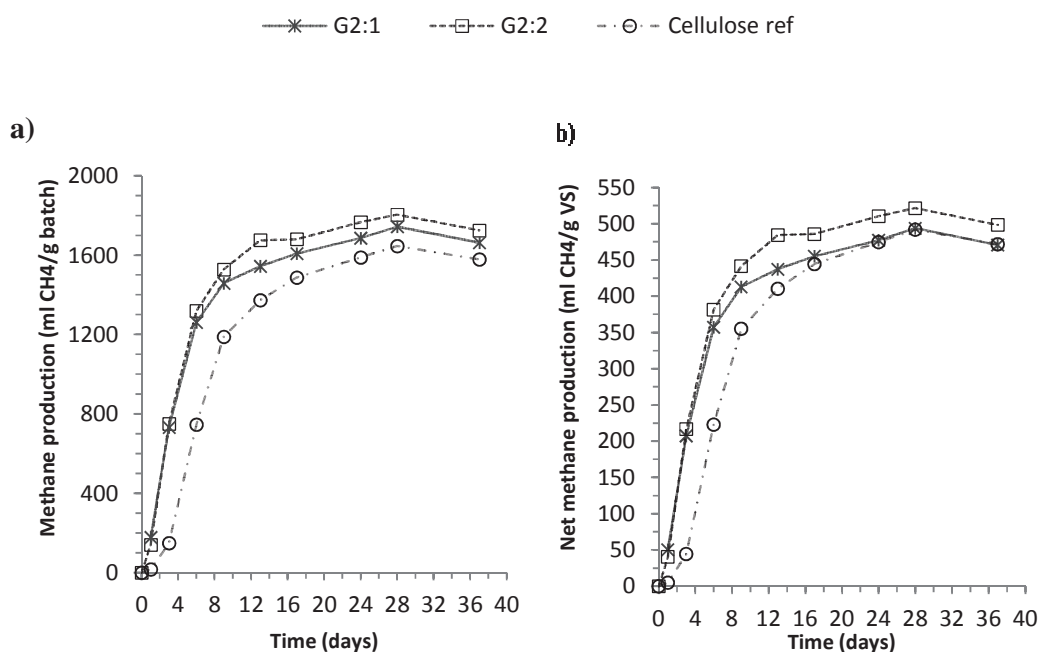 G2:1 G2:2 Cellulose ref
a)
Methane production (ml CH4/g batch)
2000
1600
1200
800
400
0
0 4 8 12 16 20 24 28 32 36 40
Time (days)
b)
Net methane production (ml CH4/g VS)
550
500
450
400
350
300
250
200
150
100
50
0
0 4 8 12 16 20 24 28 32 36 40
Time (days)